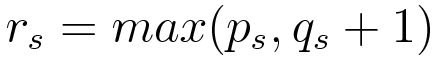 r_s = max(p_s, q_s + 1)